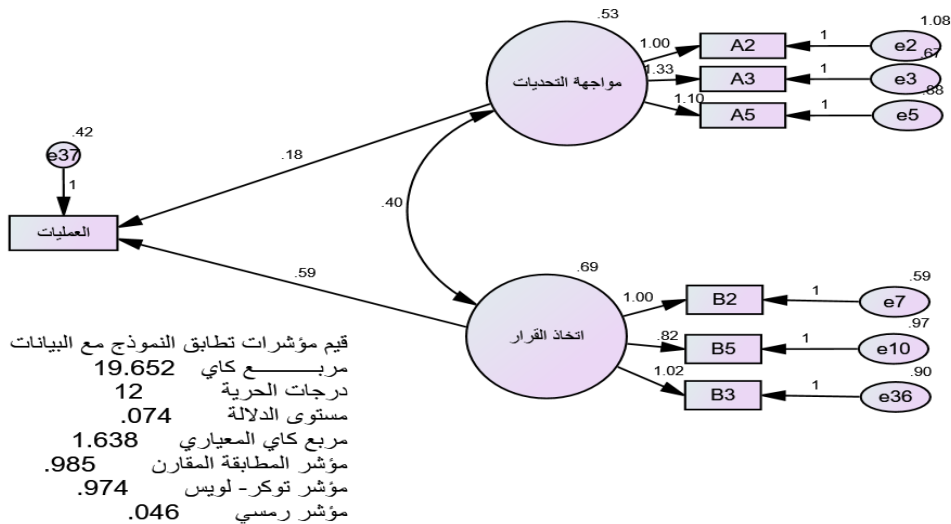 .53
1.08
1.00
A2
1
e2
.67
مواجهة التحديات
1.33
A3
1
e3
.88
1.10
A5
1
e5
.42
e37
1
.18
العمليات
.40
.59
.69
.59
1.00
B2
1
e7
.97
اتخاذ القرار
.82
B5
1
e10
.90
1.02
B3
1
e36
قيم مؤشرات تطابق النموذج مع البيانات
مربـــــــــع كاي 19.652
درجات الحرية 12
مستوى الدلالة .074
مربع كاي المعياري 1.638
مؤشر المطابقة المقارن .985
مؤشر توكر- لويس .974
مؤشر رمسي .046